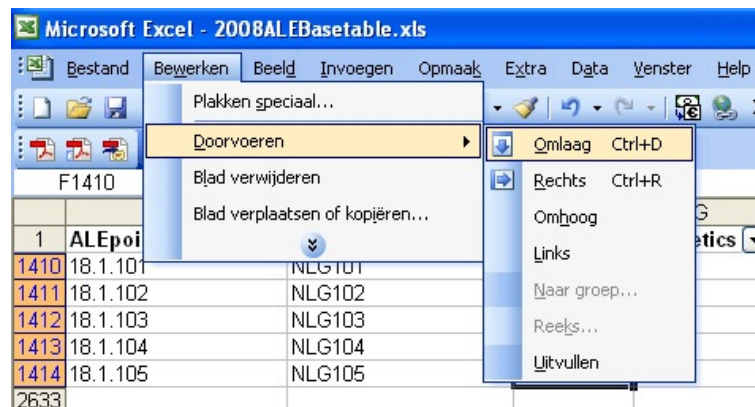 Microsoft Excel - 2008ALEBasetable.xls
Bestand Bewerken Beeld Invoegen Opmaak Extra Data Venster Help
Plakken speciaal...
Doorvoeren
Blad verwijderen
Blad verplaatsen of kopiëren...
Omlaag Ctrl+D
Rechts Ctrl+R
Omhoog
Links
Naar groep...
Reeks...
Uitvullen
F1410
G
1 ALEpoi etics
1410 18.1.101 NLG101
1411 18.1.102 NLG102
1412 18.1.103 NLG103
1413 18.1.104 NLG104
1414 18.1.105 NLG105
2633